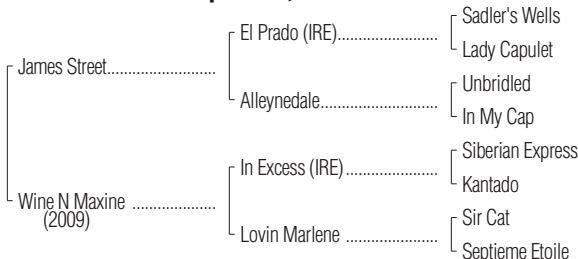 Sadler's Wells
El Prado (IRE)........................
Lady Capulet
James Street..........................
Unbridled
Alleynedale............................
In My Cap
Siberian Express
In Excess (IRE)......................
Kantado
Wine N Maxine ....................
(2009)
Sir Cat
Lovin Marlene ......................
Septieme Etoile